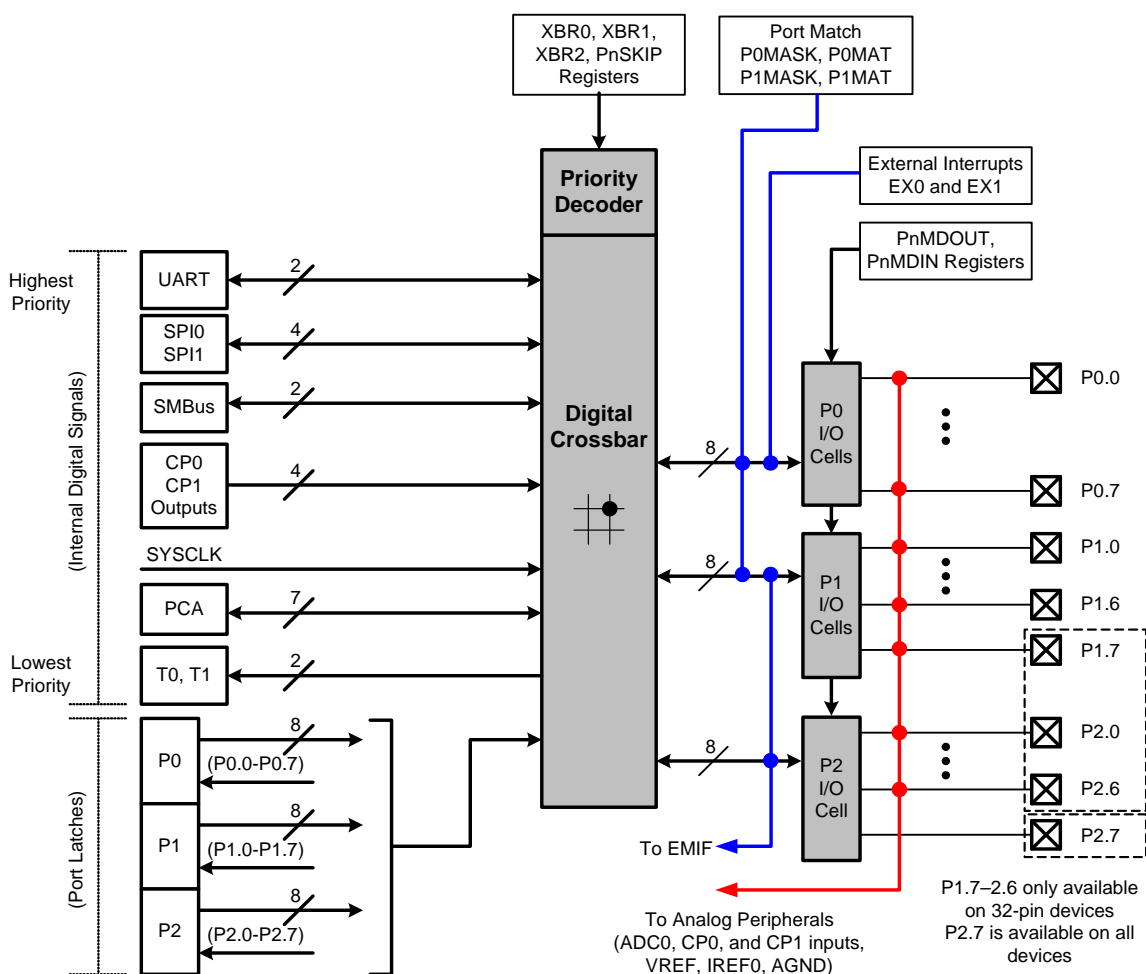 XBR0, XBR1,
XBR2, PnSKIP
Registers
Port Match
P0MASK, P0MAT
P1MASK, P1MAT
External Interrupts
EX0 and EX1
Priority
Decoder
PnMDOUT,
PnMDIN Registers
Highest
Priority
UART
2
SPI0
SPI1
4
SMBus
2
CP0
CP1
Outputs
4
SYSCLK
PCA
7
Lowest
Priority
T0, T1
2
(Internal Digital Signals)
Digital
Crossbar
8
P0
I/O
Cells
P0.0
P0.7
8
P1
I/O
Cells
P1.0
P1.6
P1.7
8
P2
I/O
Cell
P2.0
P2.6
P2.7
(Port Latches)
P0
8
(P0.0-P0.7)
P1
8
(P1.0-P1.7)
P2
8
(P2.0-P2.7)
To EMIF
To Analog Peripherals
(ADC0, CP0, and CP1 inputs,
VREF, IREF0, AGND)
P1.7–2.6 only available
on 32-pin devices
P2.7 is available on all
devices